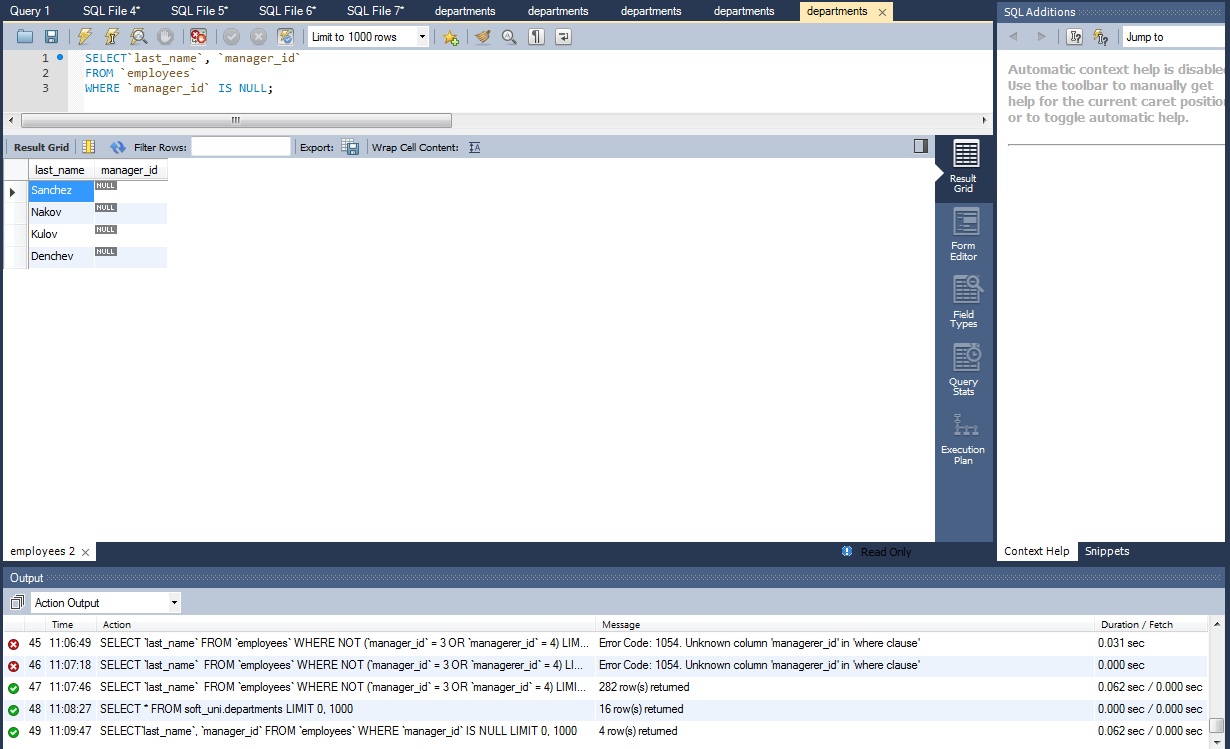 Query 1 SQL File 4* SQL File 5* SQL File 6* SQL File 7* departments departments departments departments departments
SQL Additions
Limit to 1000 rows
Jump to
1 SELECT`last_name`, `manager_id`
2 FROM `employees`
3 WHERE `manager_id` IS NULL;
Automatic context help is disable
Use the toolbar to manually get
help for the current caret position
or to toggle automatic help.
Result Grid Filter Rows: Export: Wrap Cell Content:
last_name manager_id
Sanchez NULL
Nakov NULL
Kulov NULL
Denchev NULL
Result
Grid
Form
Editor
Field
Types
Query
Stats
Execution
Plan
employees 2
Read Only
Context Help Snippets
Output
Action Output
Time Action Message Duration / Fetch
45 11:06:49 SELECT `last_name` FROM `employees` WHERE NOT (`manager_id` = 3 OR `managerer_id` = 4) LIM... Error Code: 1054. Unknown column 'managerer_id' in 'where clause' 0.031 sec
46 11:07:18 SELECT `last_name`  FROM `employees` WHERE NOT (`manager_id` = 3 OR `managerer_id` = 4) LI... Error Code: 1054. Unknown column 'managerer_id' in 'where clause' 0.000 sec
47 11:07:46 SELECT `last_name`  FROM `employees` WHERE NOT (`manager_id` = 3 OR `manager_id` = 4) LIMI... 282 row(s) returned 0.062 sec / 0.000 sec
48 11:08:27 SELECT * FROM soft_uni.departments LIMIT 0, 1000 16 row(s) returned 0.000 sec / 0.000 sec
49 11:09:47 SELECT`last_name`, `manager_id` FROM `employees` WHERE `manager_id` IS NULL LIMIT 0, 1000 4 row(s) returned 0.062 sec / 0.000 sec